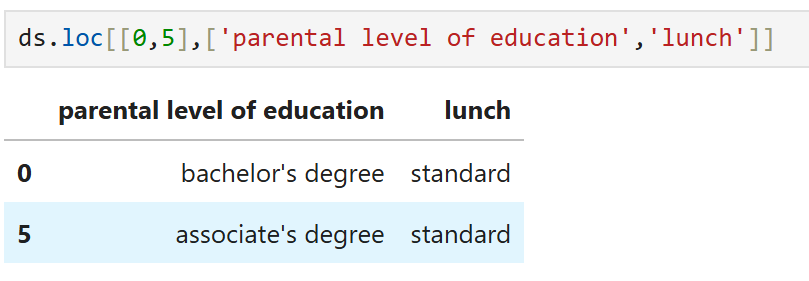 ds.loc[[0,5],['parental level of education','lunch']]
parental level of education lunch
0 bachelor's degree standard
5 associate's degree standard